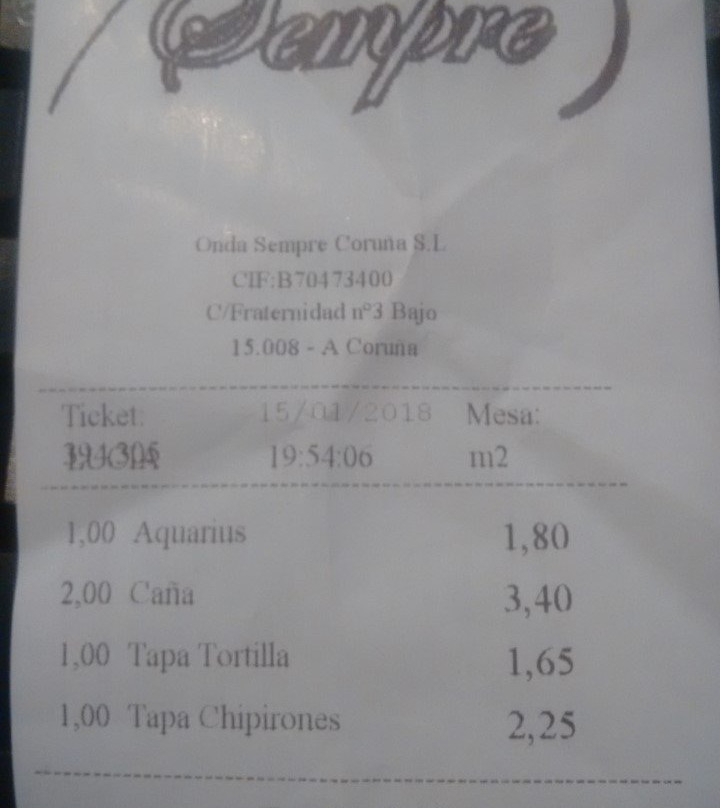 Sempre
Onda Sempre Coruña S.L
CIF:B70473400
C/Fraternidad nº3 Bajo
15.008 - A Coruña
Ticket: 15/01/2018 Mesa:
19:54:06 m2
1,00 Aquarius 1,80
2,00 Caña 3,40
1,00 Tapa Tortilla 1,65
1,00 Tapa Chipirones 2,25